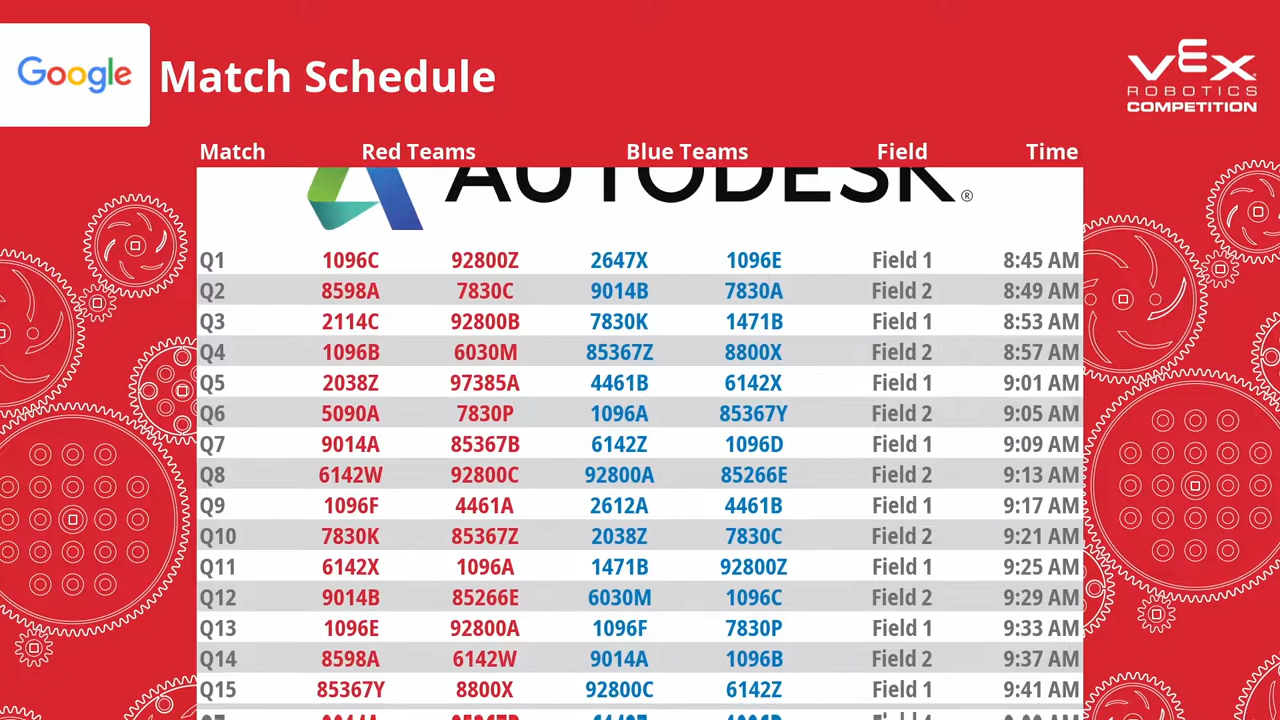 Google Match Schedule
VEX
ROBOTICS
COMPETITION
Match Red Teams Blue Teams Field Time
AUTODESK®
Q1 1096C 92800Z 2647X 1096E Field 1 8:45 AM
Q2 8598A 7830C 9014B 7830A Field 2 8:49 AM
Q3 2114C 92800B 7830K 1471B Field 1 8:53 AM
Q4 1096B 6030M 85367Z 8800X Field 2 8:57 AM
Q5 2038Z 97385A 4461B 6142X Field 1 9:01 AM
Q6 5090A 7830P 1096A 85367Y Field 2 9:05 AM
Q7 9014A 85367B 6142Z 1096D Field 1 9:09 AM
Q8 6142W 92800C 92800A 85266E Field 2 9:13 AM
Q9 1096F 4461A 2612A 4461B Field 1 9:17 AM
Q10 7830K 85367Z 2038Z 7830C Field 2 9:21 AM
Q11 6142X 1096A 1471B 92800Z Field 1 9:25 AM
Q12 9014B 85266E 6030M 1096C Field 2 9:29 AM
Q13 1096E 92800A 1096F 7830P Field 1 9:33 AM
Q14 8598A 6142W 9014A 1096B Field 2 9:37 AM
Q15 85367Y 8800X 92800C 6142Z Field 1 9:41 AM